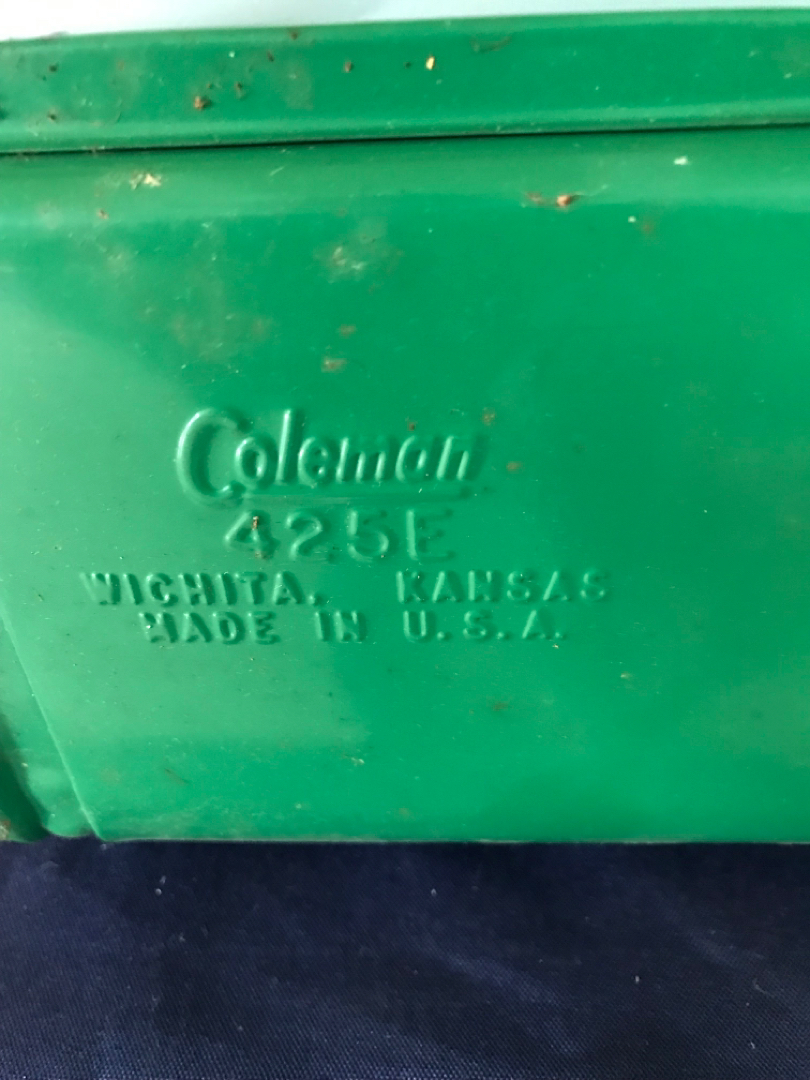 Coleman
425E
WICHITA, KANSAS
MADE IN U.S.A.